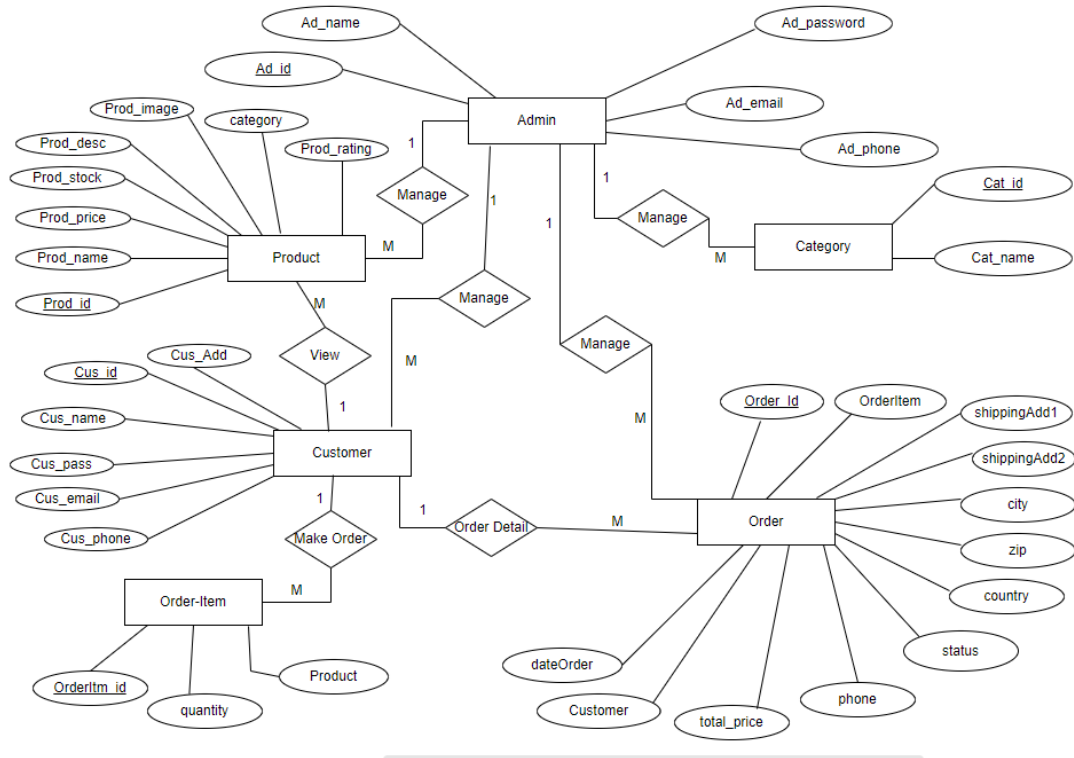 Ad_name
Ad_password
Ad_id
Prod_image
category
Ad_email
Admin
Prod_desc
Prod_rating
1
Ad_phone
Prod_stock
1
Cat_id
Manage
1
Prod_price
Manage
M
1
M
Category
Prod_name
Product
Cat_name
Prod_id
M
Manage
Manage
Cus_Add
View
M
Cus_id
Order_Id
OrderItem
shippingAdd1
1
M
Cus_name
Customer
shippingAdd2
Cus_pass
Cus_email
1
city
1
Order Detail
M
Order
Cus_phone
Make Order
zip
M
Order-Item
country
status
dateOrder
Product
OrderItm_id
phone
quantity
Customer
total_price